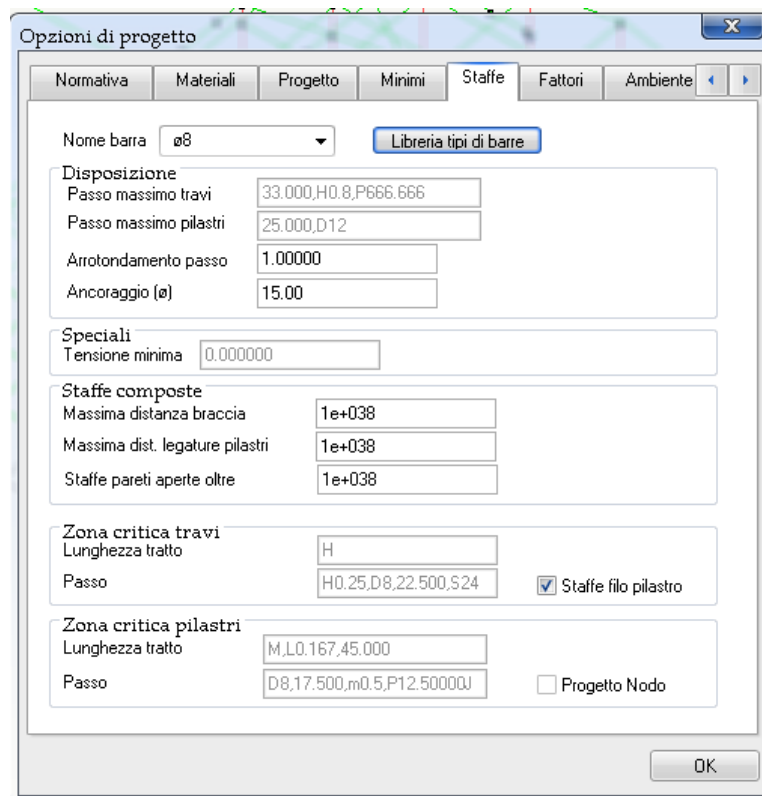 Opzioni di progetto
x
Normativa Materiali Progetto Minimi Staffe Fattori Ambiente
Nome barra ø8 Libreria tipi di barre
Disposizione
Passo massimo travi 33.000,H0.8,P666.666
Passo massimo pilastri 25.000,D12
Arrotondamento passo 1.00000
Ancoraggio (ø) 15.00
Speciali
Tensione minima 0.000000
Staffe composte
Massima distanza braccia 1e+038
Massima dist. legature pilastri 1e+038
Staffe pareti aperte oltre 1e+038
Zona critica travi
Lunghezza tratto H
Passo H0.25,D8,22.500,S24 Staffe filo pilastro
Zona critica pilastri
Lunghezza tratto M,L0.167,45.000
Passo D8,17.500,m0.5,P12.50000J Progetto Nodo
OK